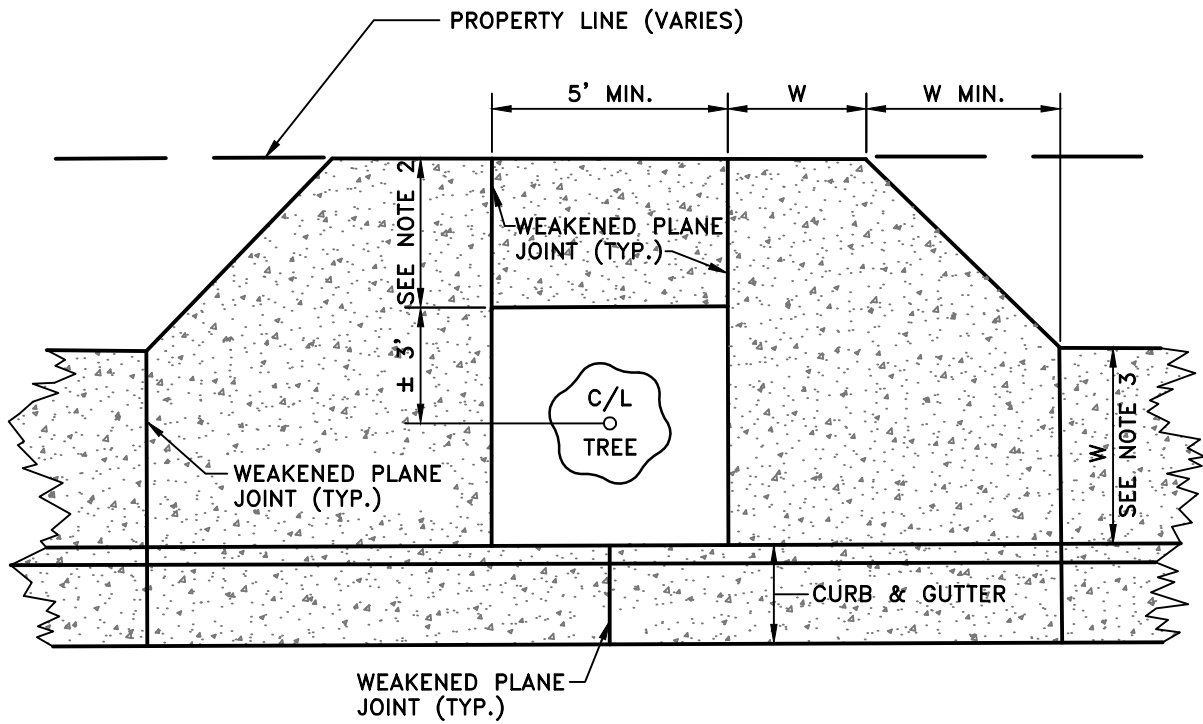 PROPERTY LINE (VARIES)
5' MIN.
W
W MIN.
SEE NOTE 2
WEAKENED PLANE
JOINT (TYP.)
± 3'
C/L
TREE
W
SEE NOTE 3
WEAKENED PLANE
JOINT (TYP.)
CURB & GUTTER
WEAKENED PLANE
JOINT (TYP.)